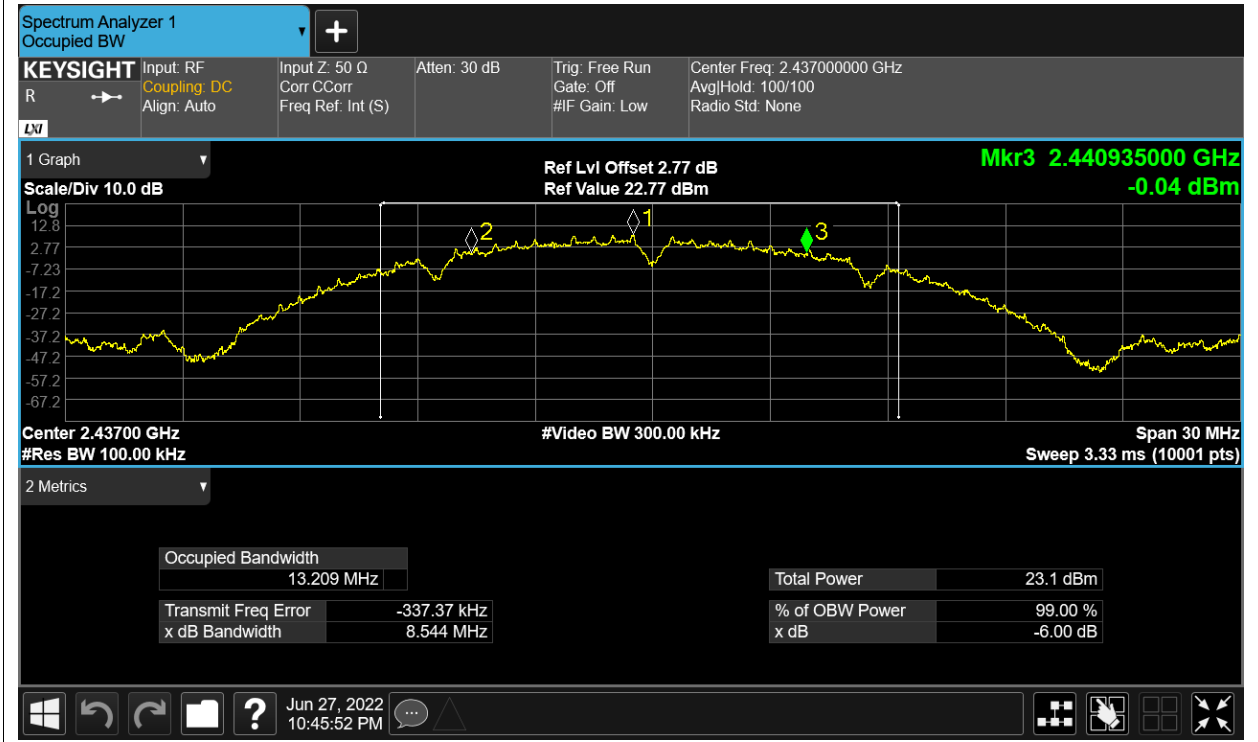 Spectrum Analyzer 1
Occupied BW
KEYSIGHT Input: RF Input Z: 50 Ω Atten: 30 dB Trig: Free Run Center Freq: 2.437000000 GHz
R Coupling: DC Corr CCorr Gate: Off Avg|Hold: 100/100
Align: Auto Freq Ref: Int (S) #IF Gain: Low Radio Std: None
LXI
1 Graph Ref Lvl Offset 2.77 dB Mkr3 2.440935000 GHz
Scale/Div 10.0 dB Ref Value 22.77 dBm -0.04 dBm
Log
12.8
2.77
-7.23
-17.2
-27.2
-37.2
-47.2
-57.2
-67.2
2
1
3
Center 2.43700 GHz #Video BW 300.00 kHz Span 30 MHz
#Res BW 100.00 kHz Sweep 3.33 ms (10001 pts)
2 Metrics
Occupied Bandwidth
13.209 MHz Total Power 23.1 dBm
Transmit Freq Error -337.37 kHz % of OBW Power 99.00 %
x dB Bandwidth 8.544 MHz x dB -6.00 dB
Jun 27, 2022
10:45:52 PM